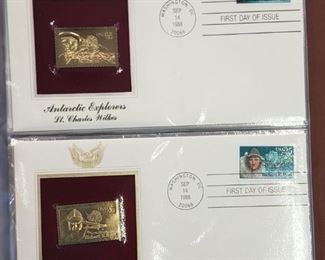 WASHINGTON, DC
SEP
14
1988
20066
FIRST DAY OF ISSUE
Antarctic Explorers
Lt. Charles Wilkes
WASHINGTON, DC
SEP
14
1988
20066
FIRST DAY OF ISSUE